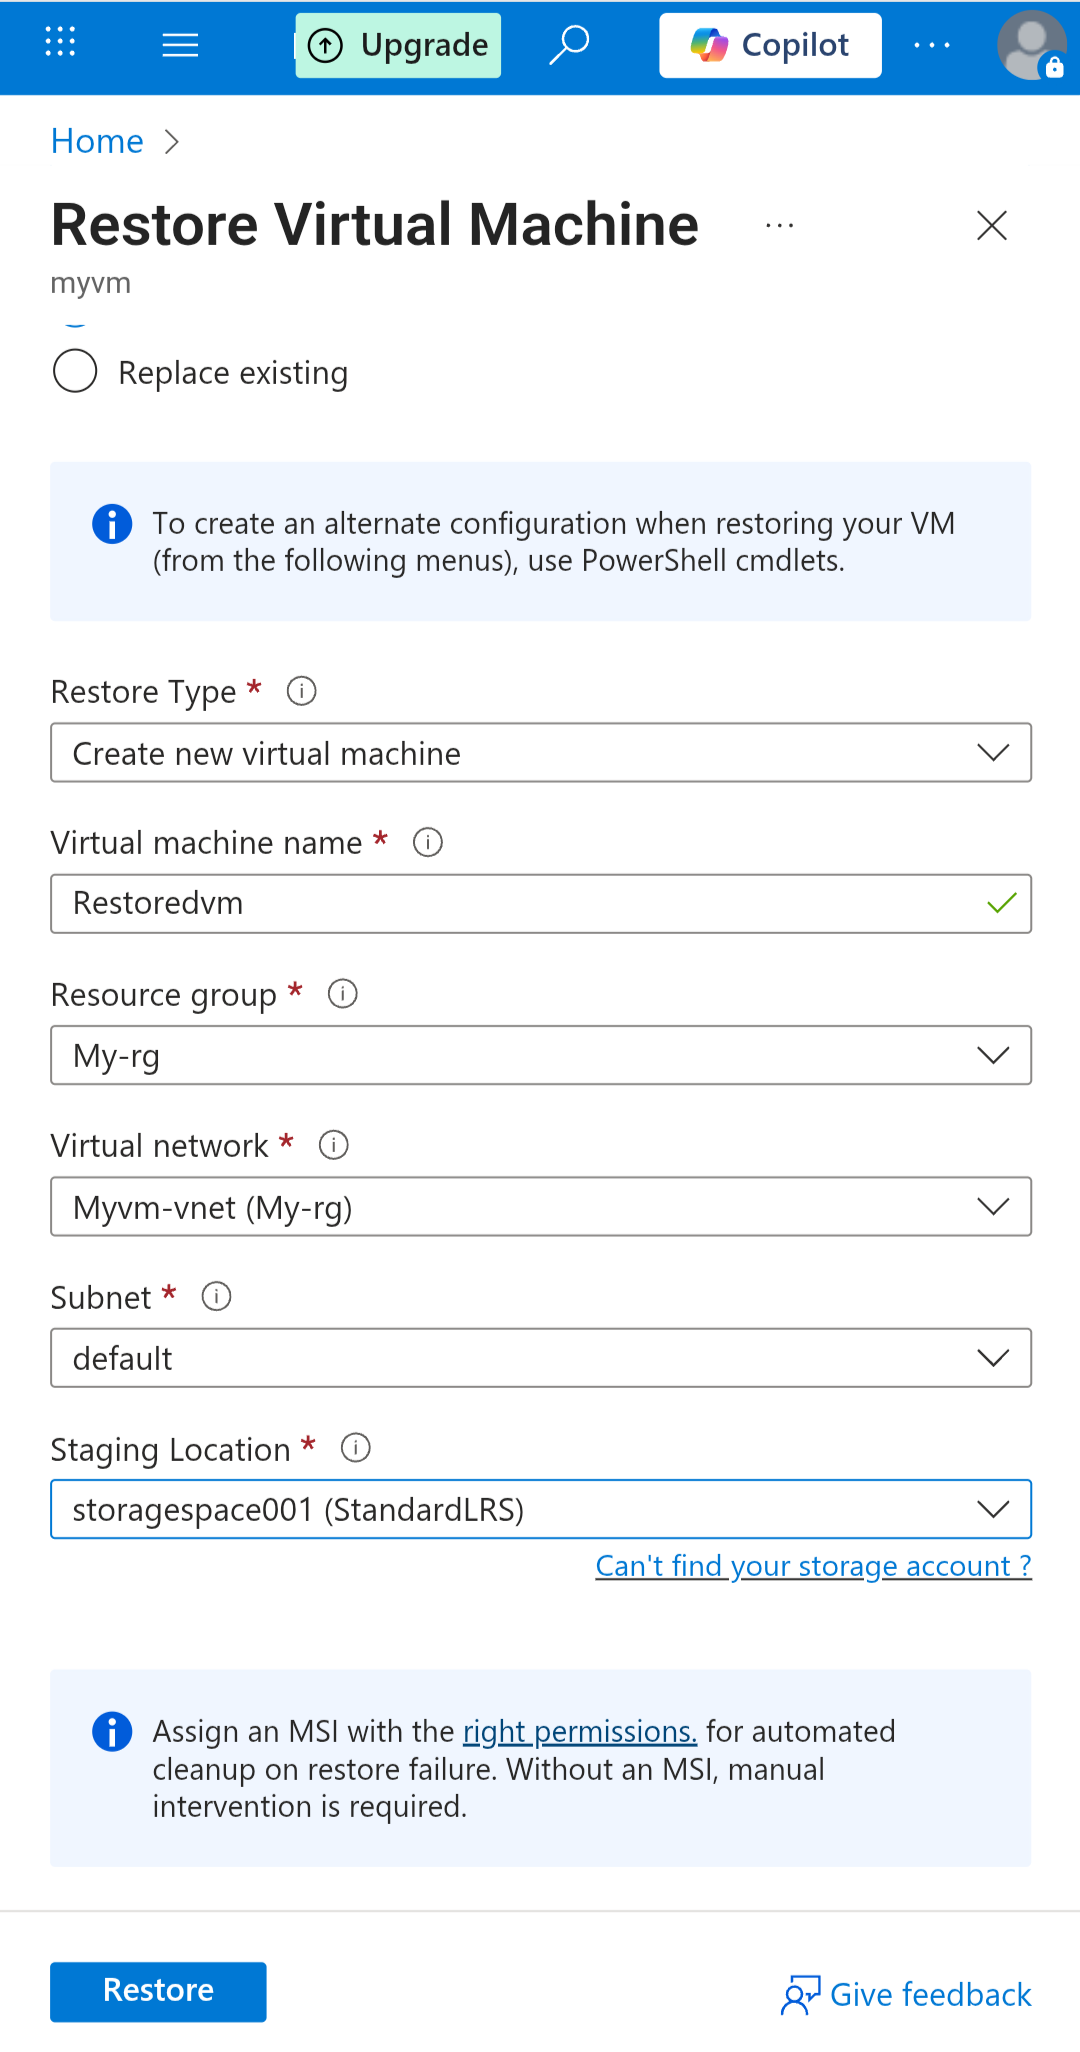 Upgrade
Copilot
Home
Restore Virtual Machine
myvm
Replace existing
To create an alternate configuration when restoring your VM
(from the following menus), use PowerShell cmdlets.
Restore Type *
Create new virtual machine
Virtual machine name *
Restoredvm
Resource group *
My-rg
Virtual network *
Myvm-vnet (My-rg)
Subnet *
default
Staging Location *
storagespace001 (StandardLRS)
Can't find your storage account ?
Assign an MSI with the right permissions. for automated
cleanup on restore failure. Without an MSI, manual
intervention is required.
Restore
Give feedback